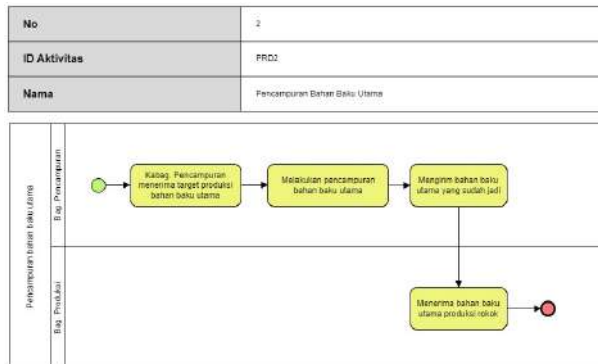 No
2
ID Aktivitas
PRD2
Nama
Pencampuran Bahan Baku Utama
Pencampuran bahan baku utama
Bag. Pencampuran
Kabag. Pencampuran
menerima target produksi
bahan baku utama
Melakukan pencampuran
bahan baku utama
Mengirim bahan baku
utama yang sudah jadi
Bag. Produksi
Menerima bahan baku
utama produksi rokok